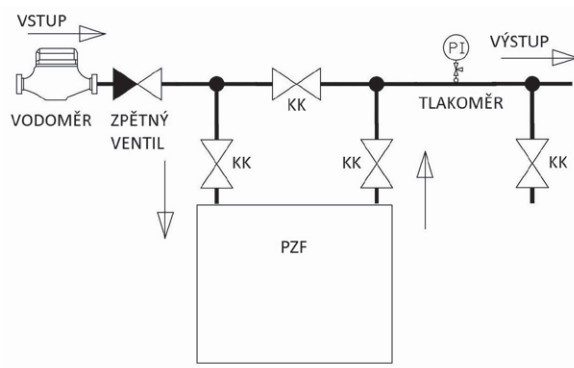 VSTUP
PI
VÝSTUP
VODOMĚR
ZPĚTNÝ
VENTIL
KK
TLAKOMĚR
KK
KK
KK
PZF